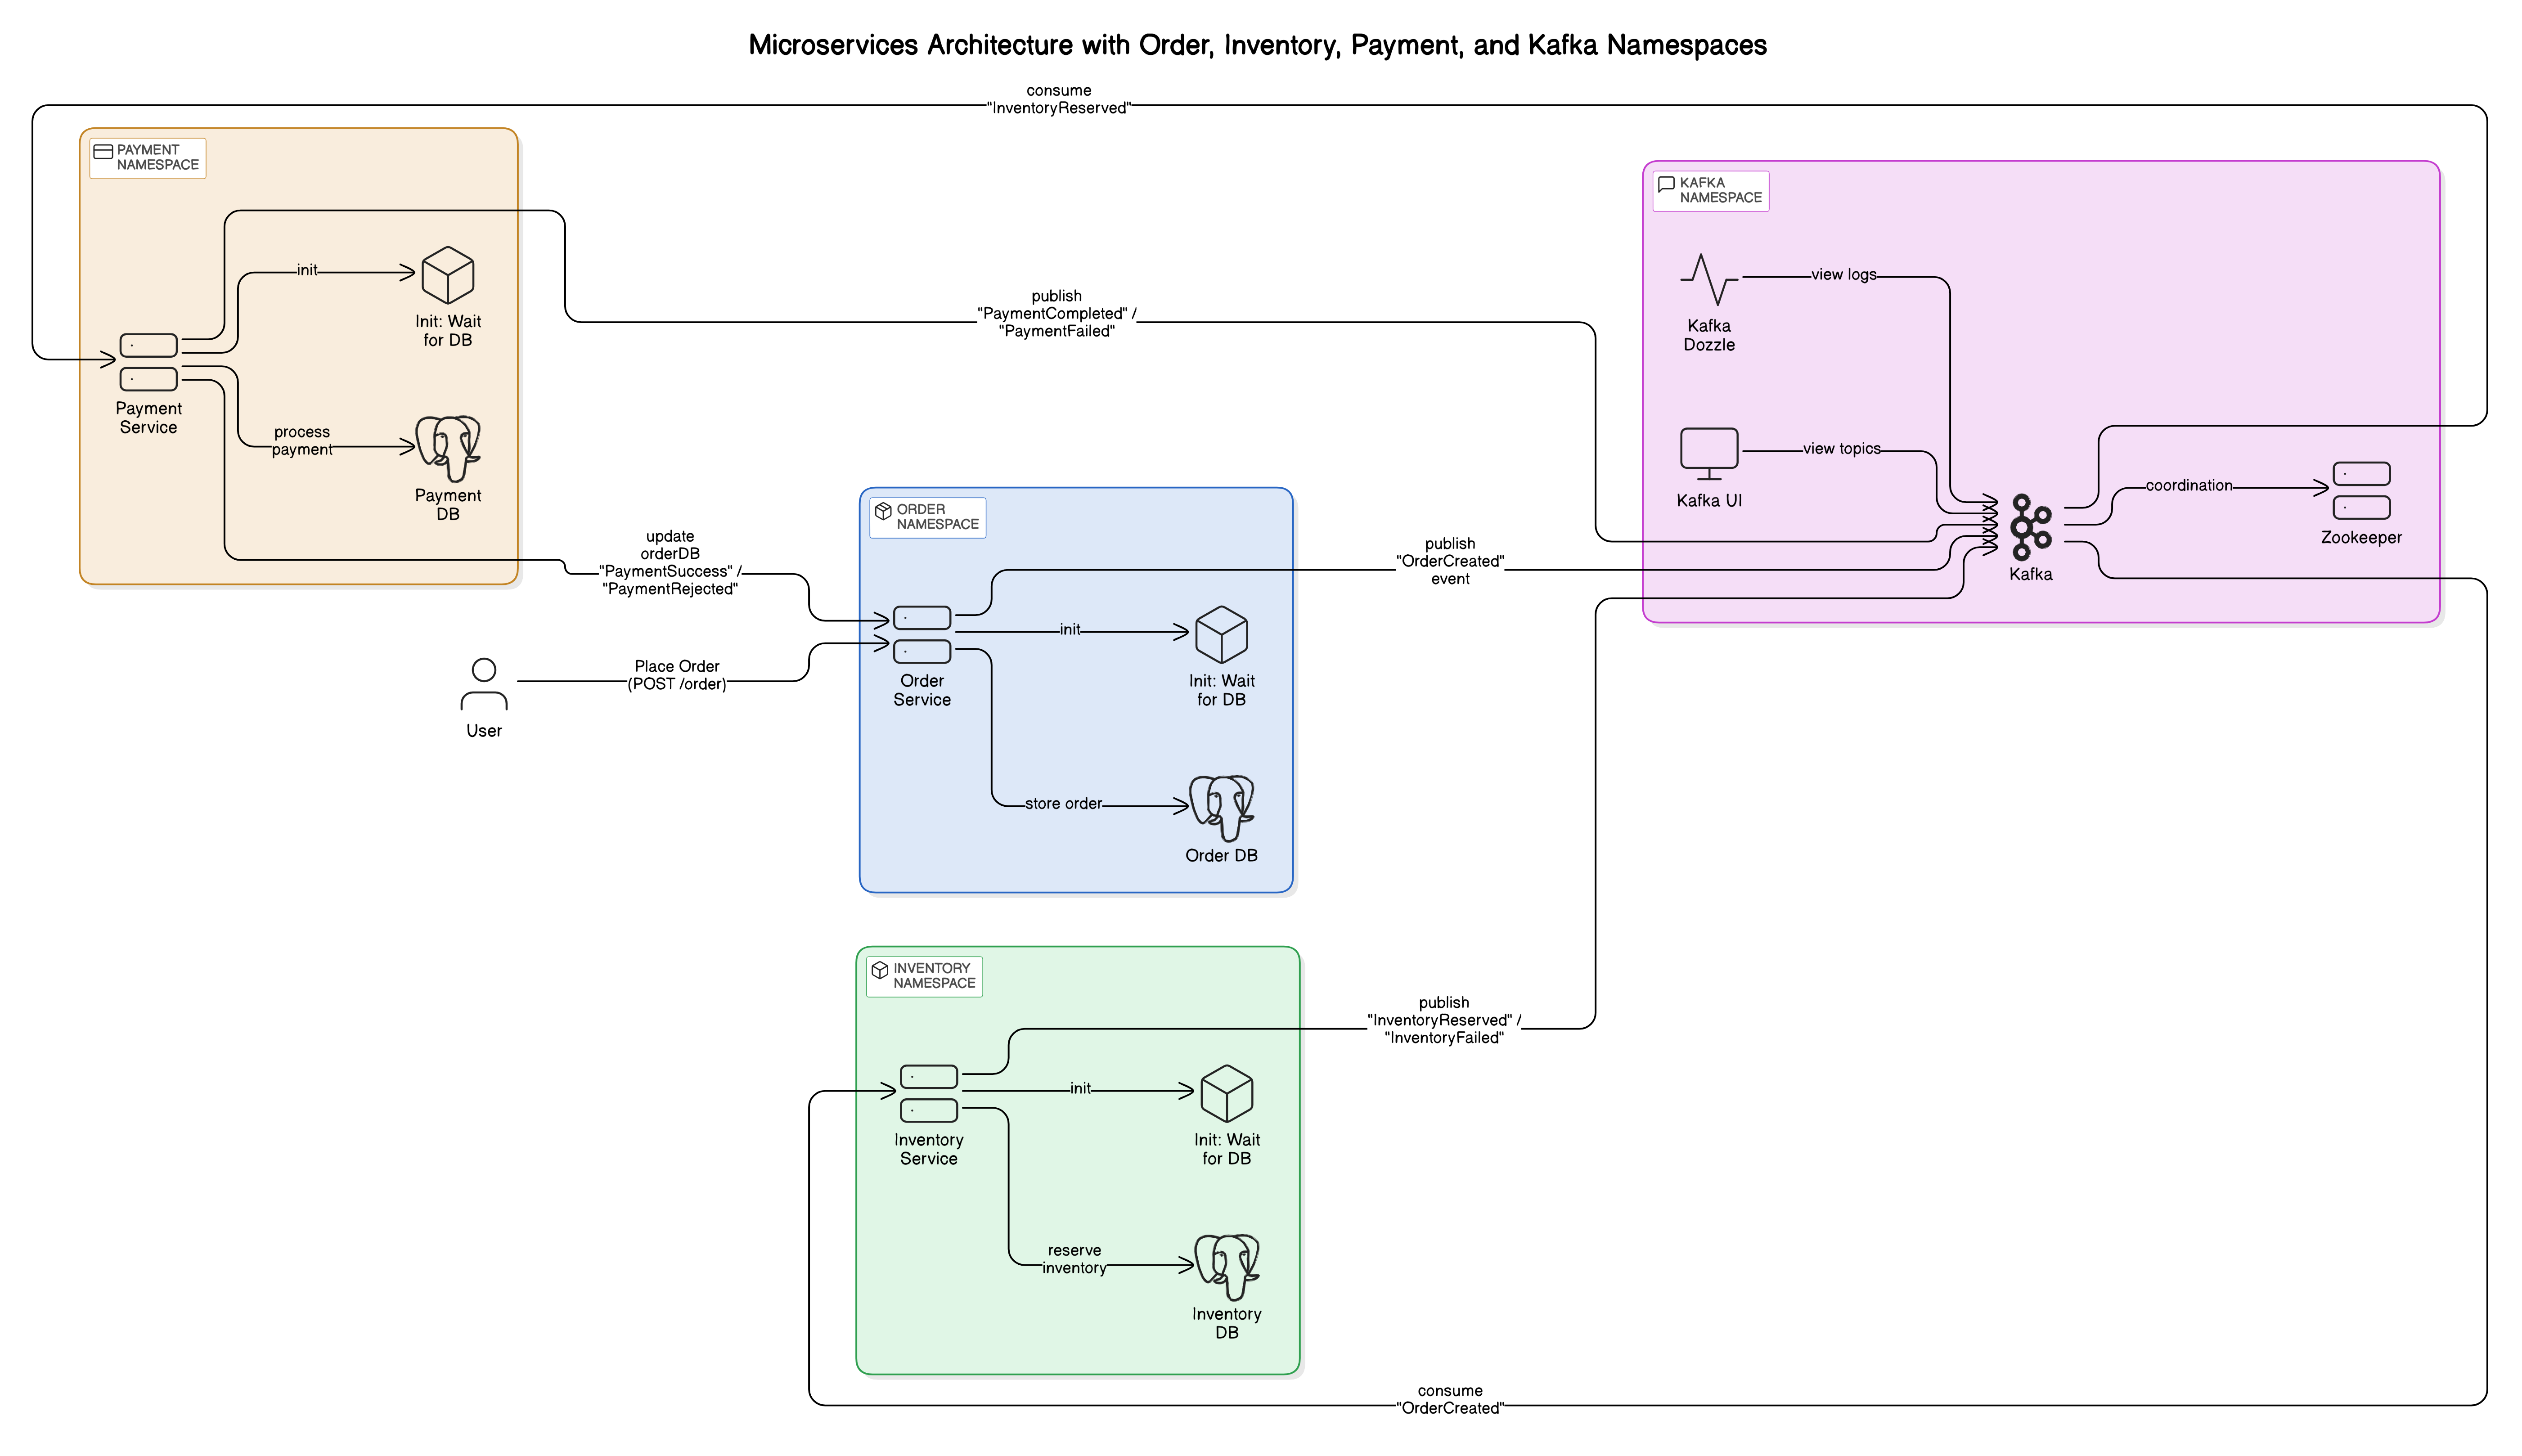 Microservices Architecture with Order, Inventory, Payment, and Kafka Namespaces
consume
"InventoryReserved"
PAYMENT
NAMESPACE
init
Init: Wait
for DB
Payment
Service
process
payment
Payment
DB
publish
"PaymentCompleted" /
"PaymentFailed"
KAFKA
NAMESPACE
view logs
Kafka
Dozzle
view topics
Kafka UI
coordination
Zookeeper
Kafka
update
orderDB
"PaymentSuccess" /
"PaymentRejected"
Place Order
(POST /order)
User
ORDER
NAMESPACE
publish
"OrderCreated"
event
init
Order
Service
Init: Wait
for DB
store order
Order DB
INVENTORY
NAMESPACE
publish
"InventoryReserved" /
"InventoryFailed"
init
Inventory
Service
Init: Wait
for DB
reserve
inventory
Inventory
DB
consume
"OrderCreated"